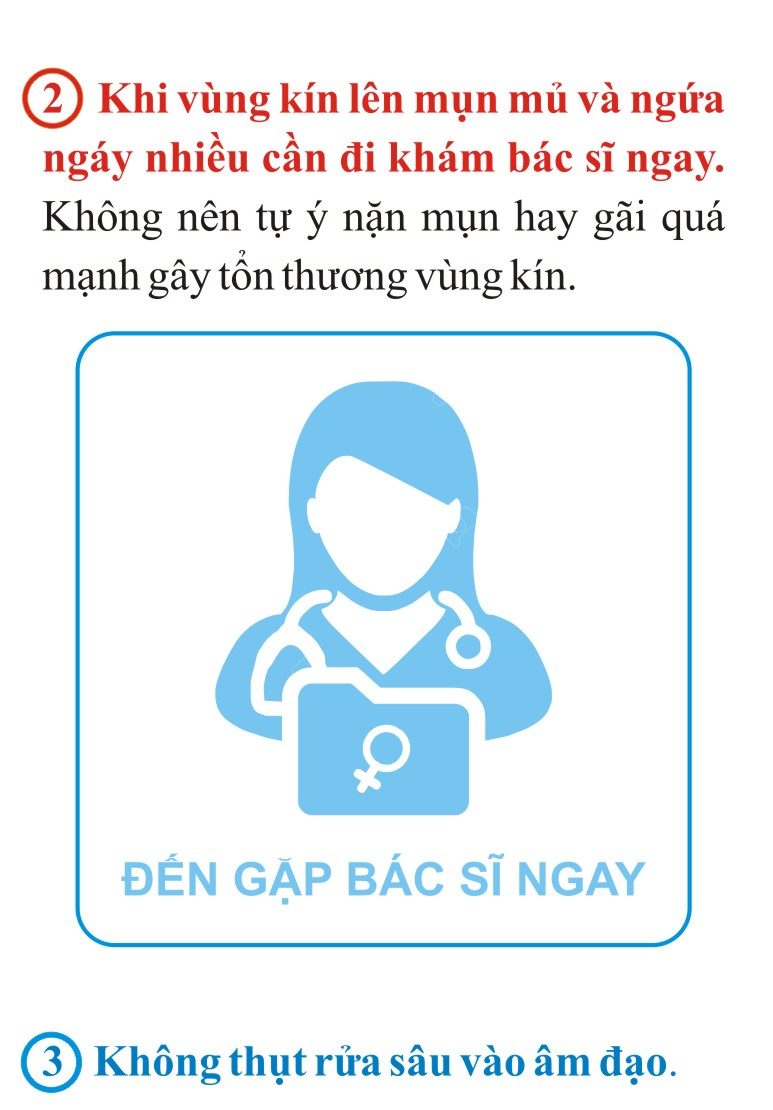 2 Khi vùng kín lên mụn mủ và ngứa
ngáy nhiều cần đi khám bác sĩ ngay.
Không nên tự ý nặn mụn hay gãi quá
mạnh gây tổn thương vùng kín.
ĐẾN GẶP BÁC SĨ NGAY
3 Không thụt rửa sâu vào âm đạo.